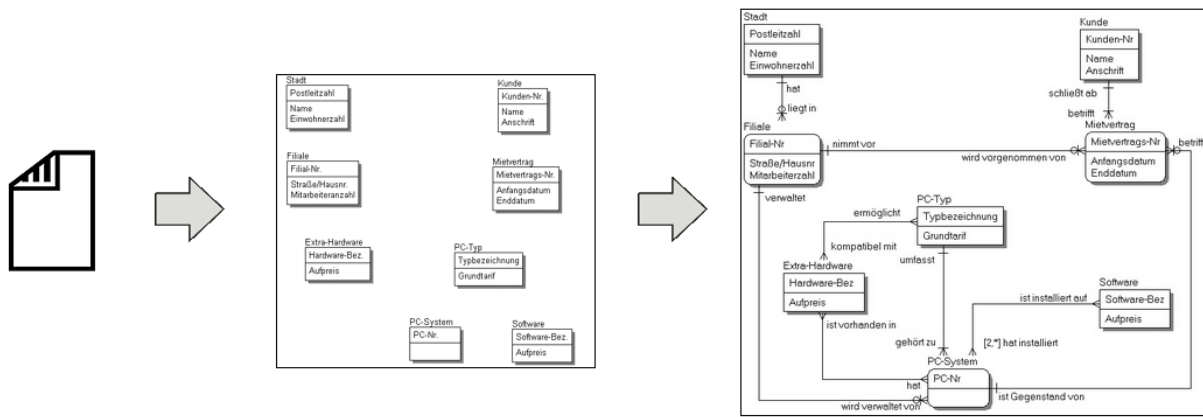 Stadt
Postleitzahl
Name
Einwohnerzahl
Kunde
Kunden-Nr.
Name
Anschrift
Filiale
Filial-Nr.
Straße/Hausnr.
Mitarbeiteranzahl
Mietvertrag
Mietvertrags-Nr.
Anfangsdatum
Enddatum
Extra-Hardware
Hardware-Bez.
Aufpreis
PC-Typ
Typbezeichnung
Grundtarif
PC-System
PC-Nr.
Software
Software-Bez.
Aufpreis
Stadt
Postleitzahl
Name
Einwohnerzahl
hat
liegt in
Kunde
Kunden-Nr
Name
Anschrift
schließt ab
betrifft
Filiale
Filial-Nr
Straße/Hausnr
Mitarbeiterzahl
nimmt vor
wird vorgenommen von
Mietvertrag
Mietvertrags-Nr
Anfangsdatum
Enddatum
betrifft
verwaltet
PC-Typ
Typbezeichnung
Grundtarif
ermöglicht
kompatibel mit
umfasst
Extra-Hardware
Hardware-Bez
Aufpreis
ist vorhanden in
Software
Software-Bez
Aufpreis
ist installiert auf
gehört zu
[2,*] hat installiert
PC-System
PC-Nr
hat
ist Gegenstand von
wird verwaltet von